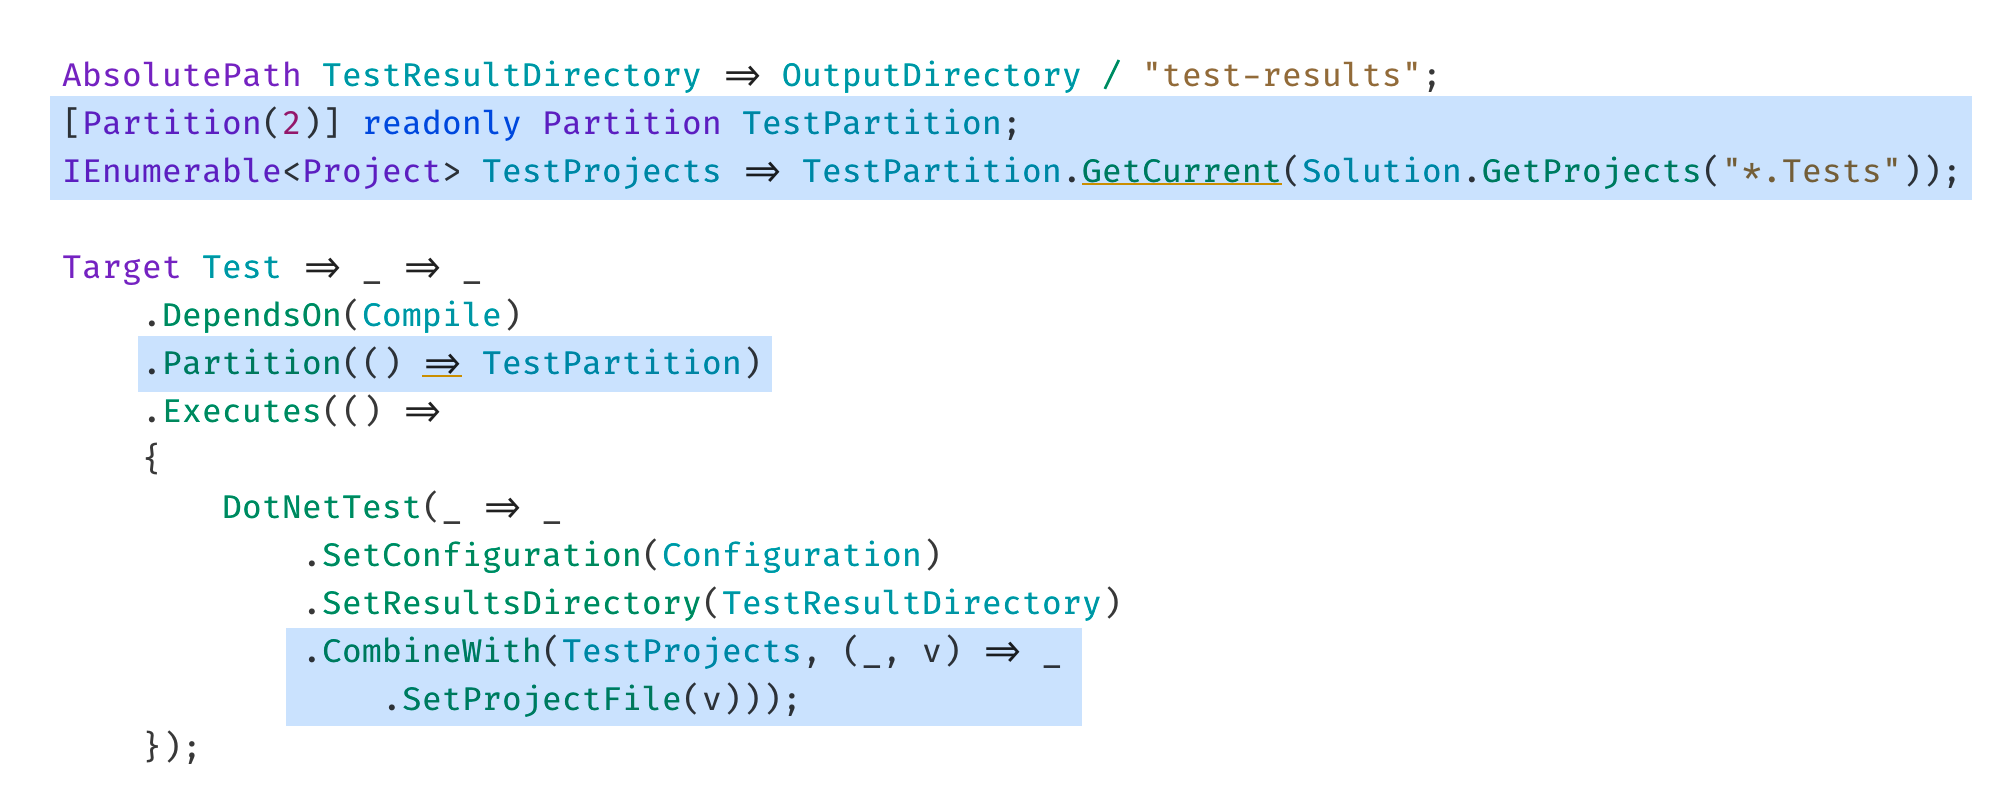 AbsolutePath TestResultDirectory => OutputDirectory / "test-results";
[Partition(2)] readonly Partition TestPartition;
IEnumerable<Project> TestProjects => TestPartition.GetCurrent(Solution.GetProjects("*.Tests"));
Target Test => _ => _
.DependsOn(Compile)
.Partition(() => TestPartition)
.Executes(() =>
{
DotNetTest(_ => _
.SetConfiguration(Configuration)
.SetResultsDirectory(TestResultDirectory)
.CombineWith(TestProjects, (_, v) => _
.SetProjectFile(v)));
});